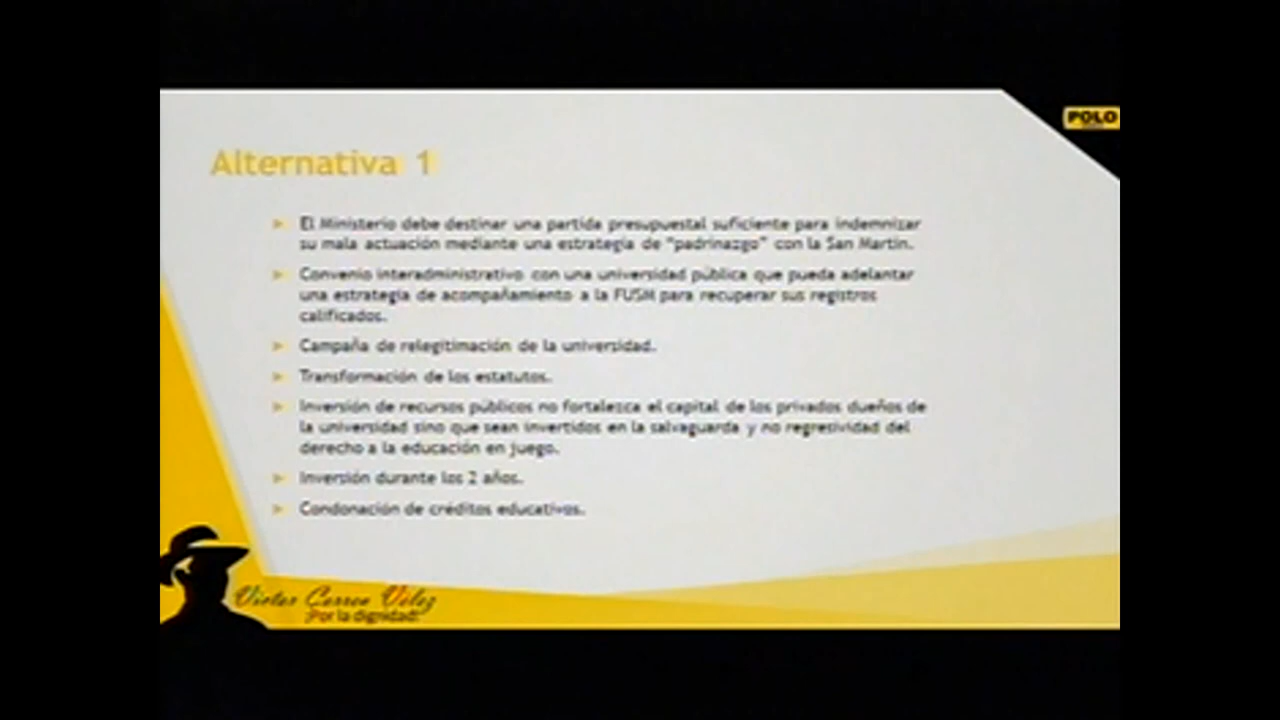 POLO
Alternativa 1
El Ministerio debe destinar una partida presupuestal suficiente para indemnizar
su mala actuación mediante una estrategia de "padrinazgo" con la San Martín.
Convenio interadministrativo con una universidad pública que pueda adelantar
una estrategia de acompañamiento a la FUSM para recuperar sus registros
calificados.
Campaña de relegitimación de la universidad.
Transformación de los estatutos.
Inversión de recursos públicos no fortalezca el capital de los privados dueños de
la universidad sino que sean invertidos en la salvaguarda y no regresividad del
derecho a la educación en juego.
Inversión durante los 2 años.
Condonación de créditos educativos.
Víctor Correa Vélez
¡Por la dignidad!